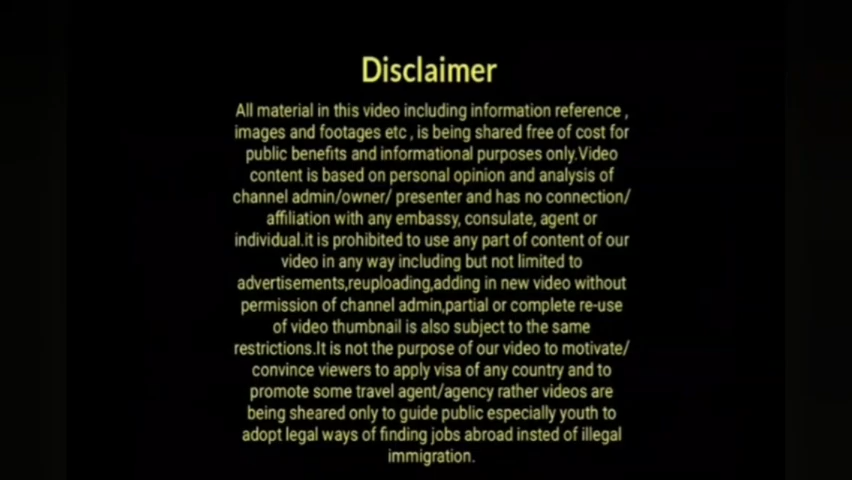 Disclaimer
All material in this video including information reference ,
images and footages etc , is being shared free of cost for
public benefits and informational purposes only.Video
content is based on personal opinion and analysis of
channel admin/owner/ presenter and has no connection/
affiliation with any embassy, consulate, agent or
individual.it is prohibited to use any part of content of our
video in any way including but not limited to
advertisements,reuploading,adding in new video without
permission of channel admin,partial or complete re-use
of video thumbnail is also subject to the same
restrictions.It is not the purpose of our video to motivate/
convince viewers to apply visa of any country and to
promote some travel agent/agency rather videos are
being sheared only to guide public especially youth to
adopt legal ways of finding jobs abroad insted of illegal
immigration.